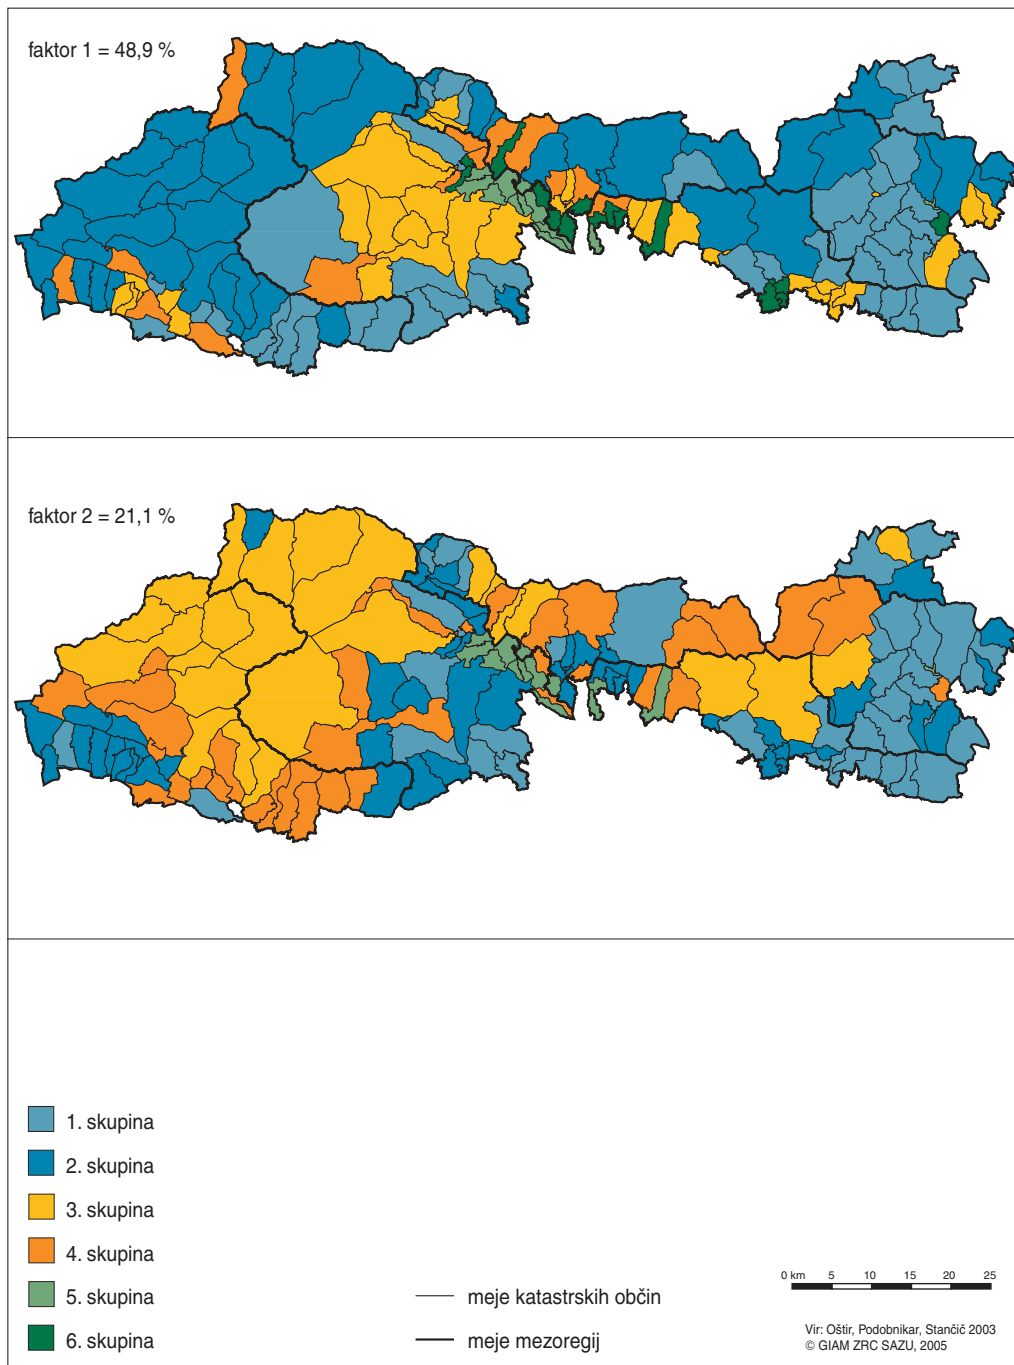 faktor 1 = 48,9 %
faktor 2 = 21,1 %
1. skupina
2. skupina
3. skupina
4. skupina
5. skupina
6. skupina
meje katastrskih občin
meje mezoregij
0 km 5 10 15 20 25
Vir: Oštir, Podobnikar, Stančič 2003
© GIAM ZRC SAZU, 2005